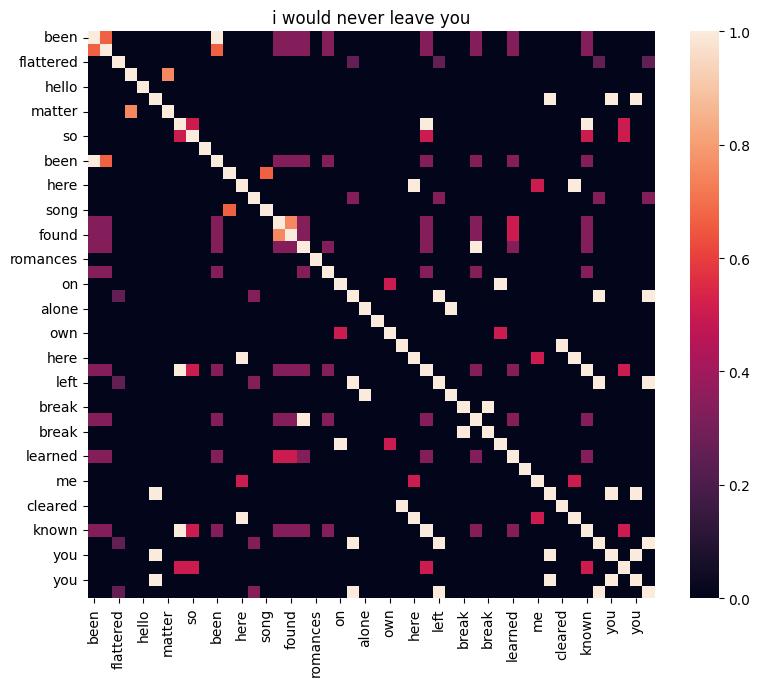 i would never leave you
been
flattered
hello
matter
so
been
here
song
found
romances
on
alone
own
here
left
break
break
learned
me
cleared
known
you
you
1.0
0.8
0.6
0.4
0.2
0.0
been
flattered
hello
matter
so
been
here
song
found
romances
on
alone
own
here
left
break
break
learned
me
cleared
known
you
you